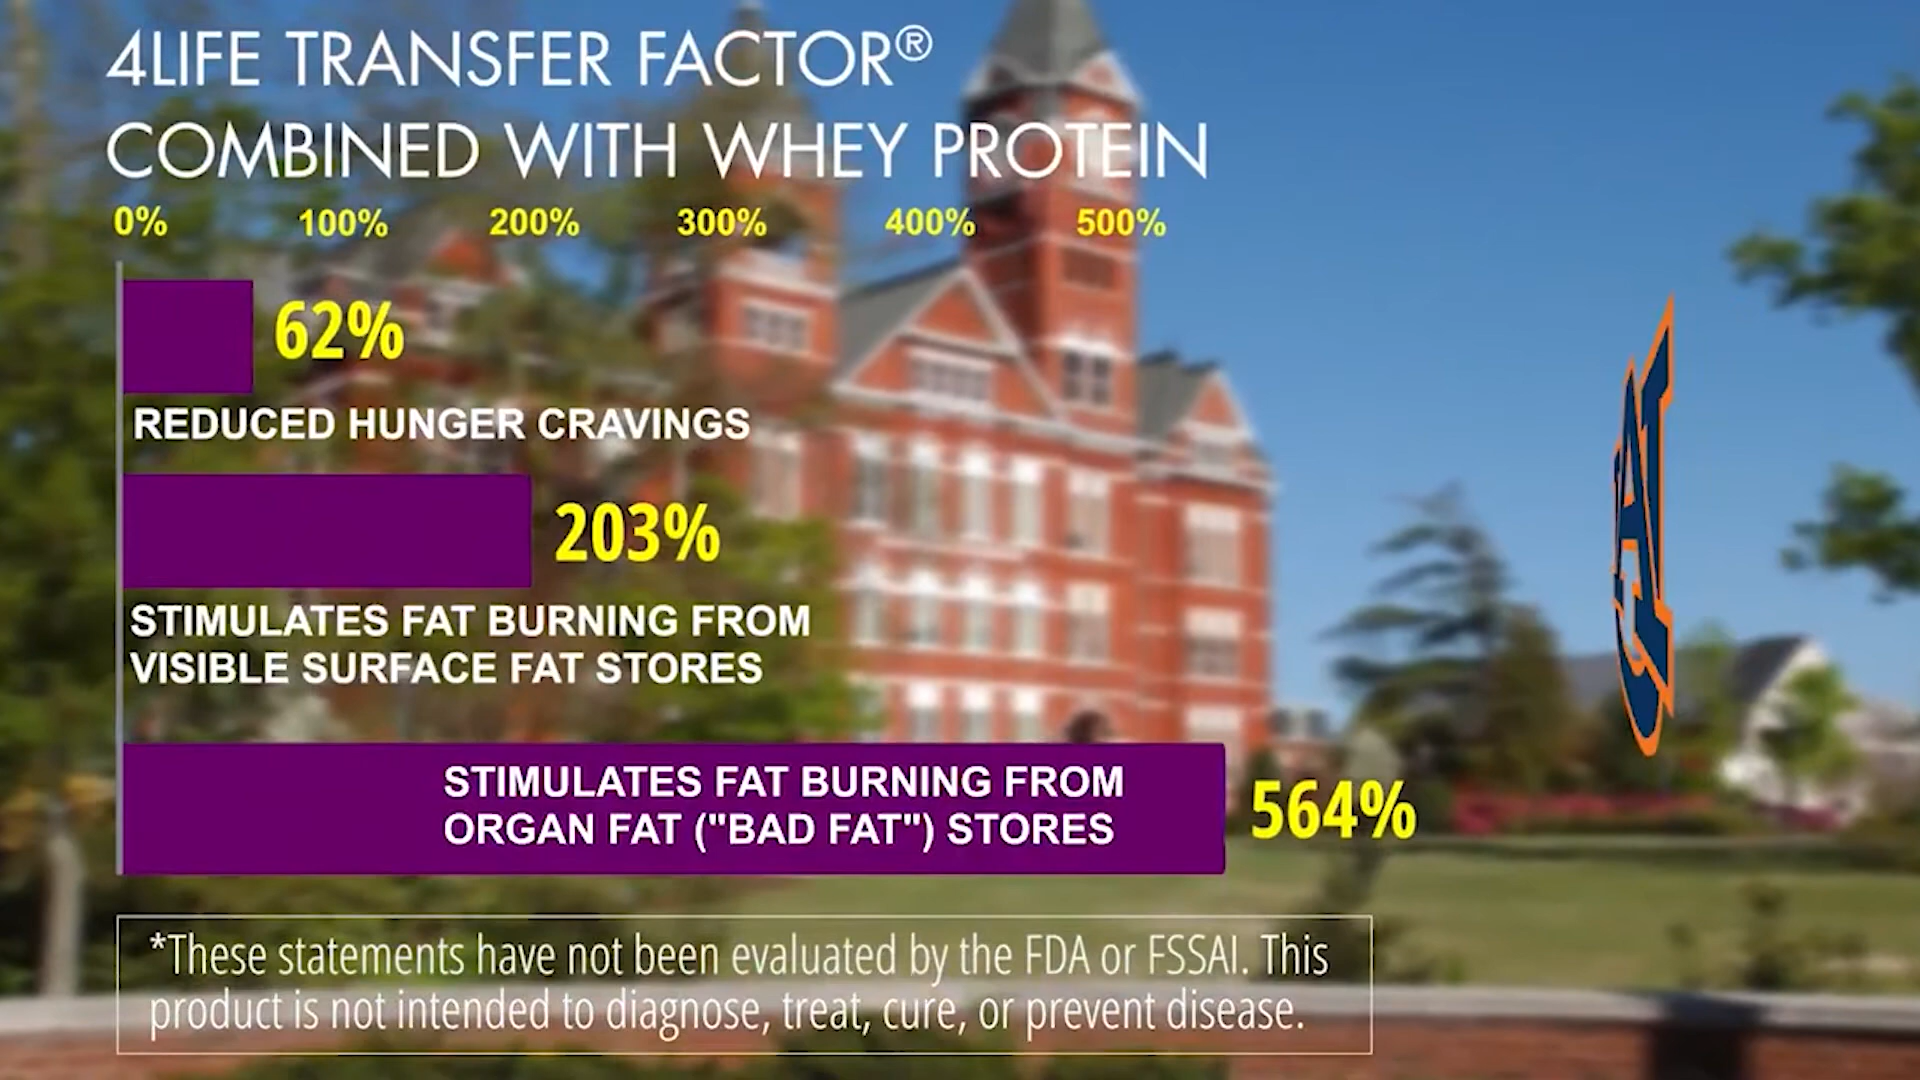 4LIFE TRANSFER FACTOR®
COMBINED WITH WHEY PROTEIN
0% 100% 200% 300% 400% 500%
62%
REDUCED HUNGER CRAVINGS
203%
STIMULATES FAT BURNING FROM
VISIBLE SURFACE FAT STORES
STIMULATES FAT BURNING FROM
ORGAN FAT ("BAD FAT") STORES
564%
*These statements have not been evaluated by the FDA or FSSAI. This
product is not intended to diagnose, treat, cure, or prevent disease.